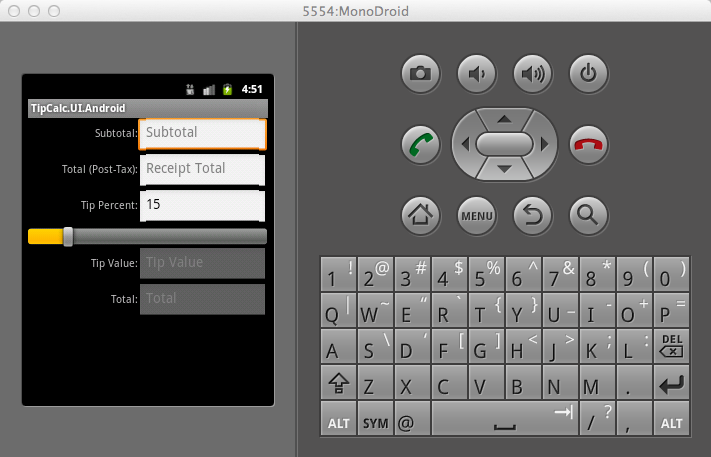 5554:MonoDroid
4:51
TipCalc.UI.Android
Subtotal: Subtotal
Total (Post-Tax): Receipt Total
Tip Percent: 15
Tip Value: Tip Value
Total: Total
MENU
1 ! 2 @ 3 # 4 $ 5 % 6 ^ 7 & 8 * 9 ( 0 )
Q | W ~ E “ R ` T { Y } U _ I - O + P =
A S \ D ‘ F [ G ] H < J > K ; L : DEL
Z X C V B N M .
ALT SYM @ / ? , ALT